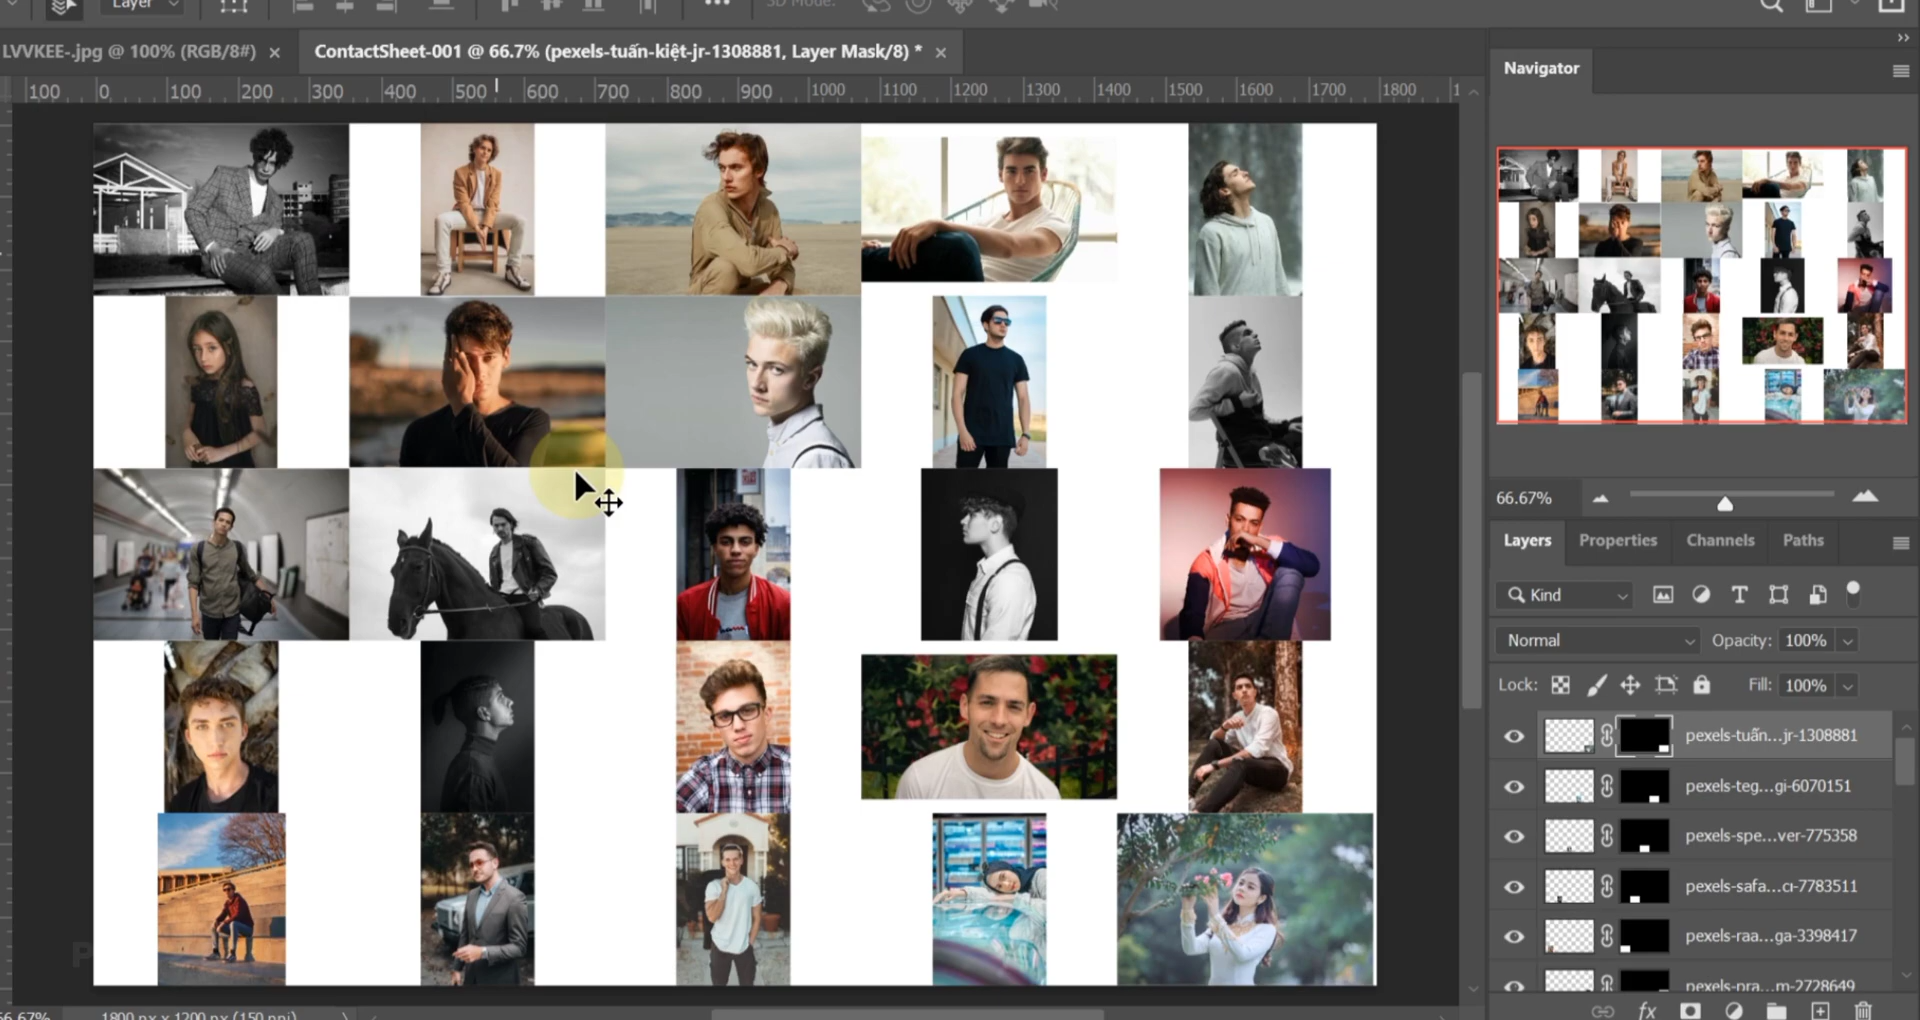 Layer
3D Mode:
LVVKEE-.jpg @ 100% (RGB/8#) ×
ContactSheet-001 @ 66.7% (pexels-tuấn-kiệt-jr-1308881, Layer Mask/8) * ×
100 0 100 200 300 400 500 600 700 800 900 1000 1100 1200 1300 1400 1500 1600 1700 1800 1
Navigator
66.67%
Layers Properties Channels Paths
Kind
Normal Opacity: 100%
Lock: Fill: 100%
pexels-tuấn...jr-1308881
pexels-teg...gi-6070151
pexels-spe...ver-775358
pexels-safa...cı-7783511
pexels-raa...ga-3398417
pexels-pra...m-2728649
fx
66.67% 1800 px x 1200 px (150 ppi)